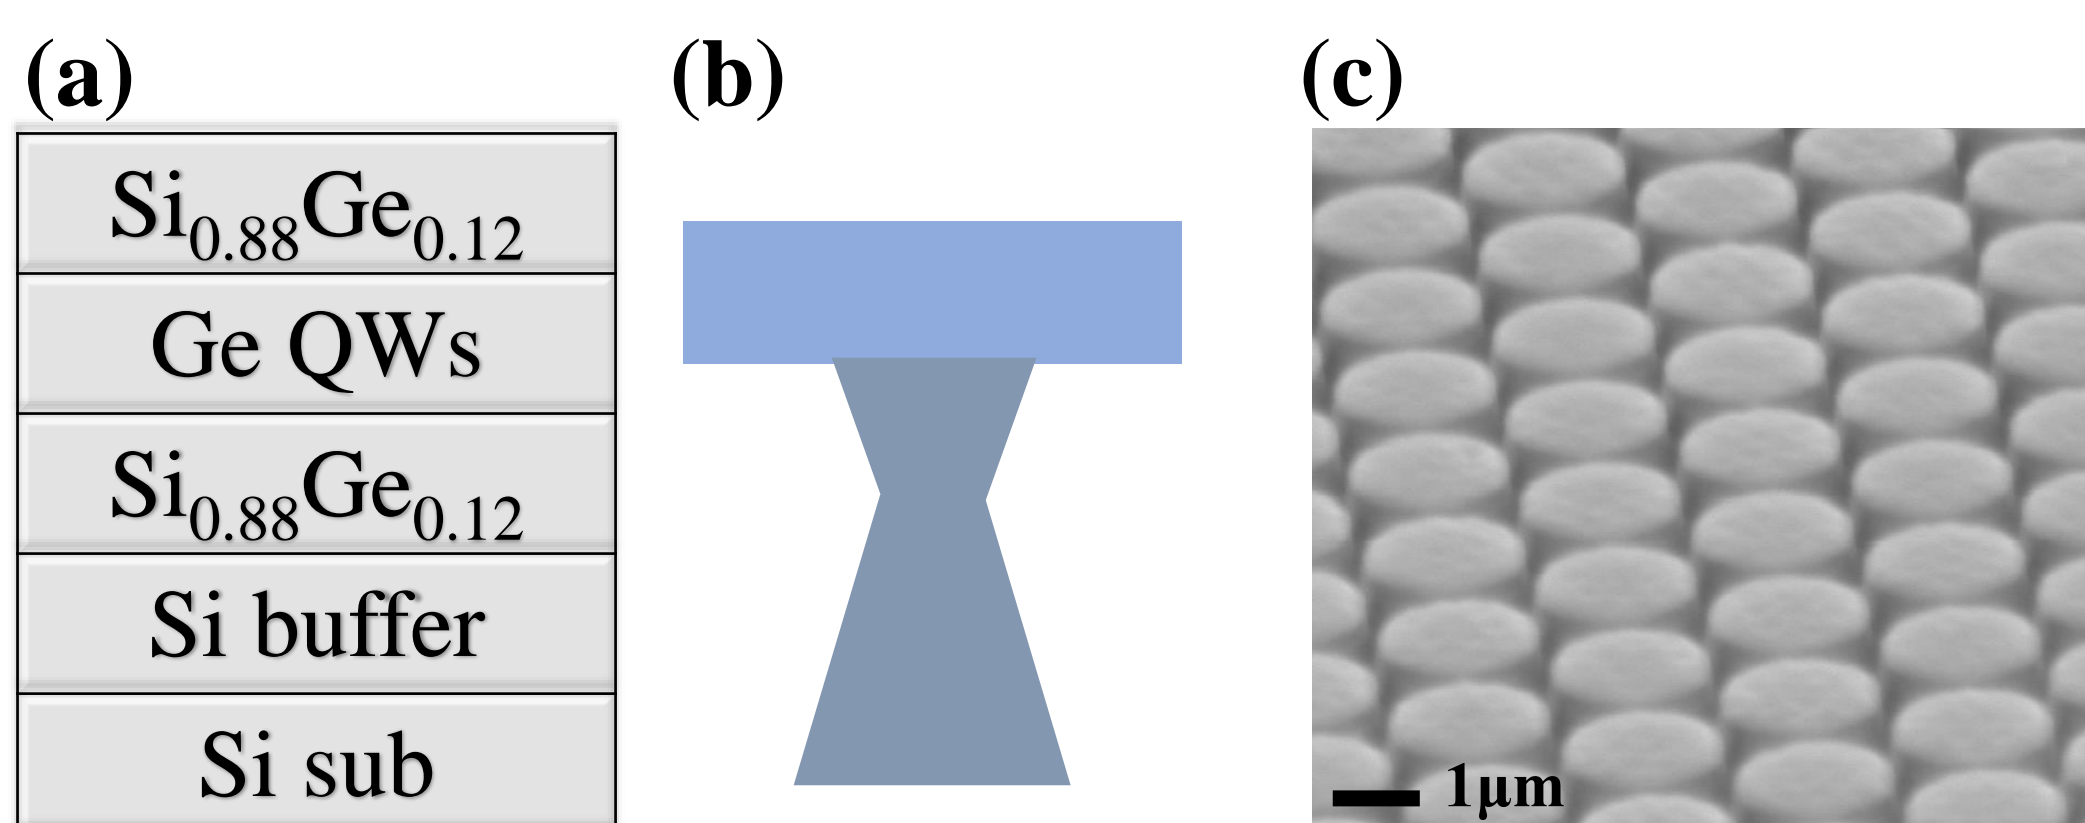 (a) (b) (c)
Si₀.₈₈Ge₀.₁₂
Ge QWs
Si₀.₈₈Ge₀.₁₂
Si buffer
Si sub
1μm